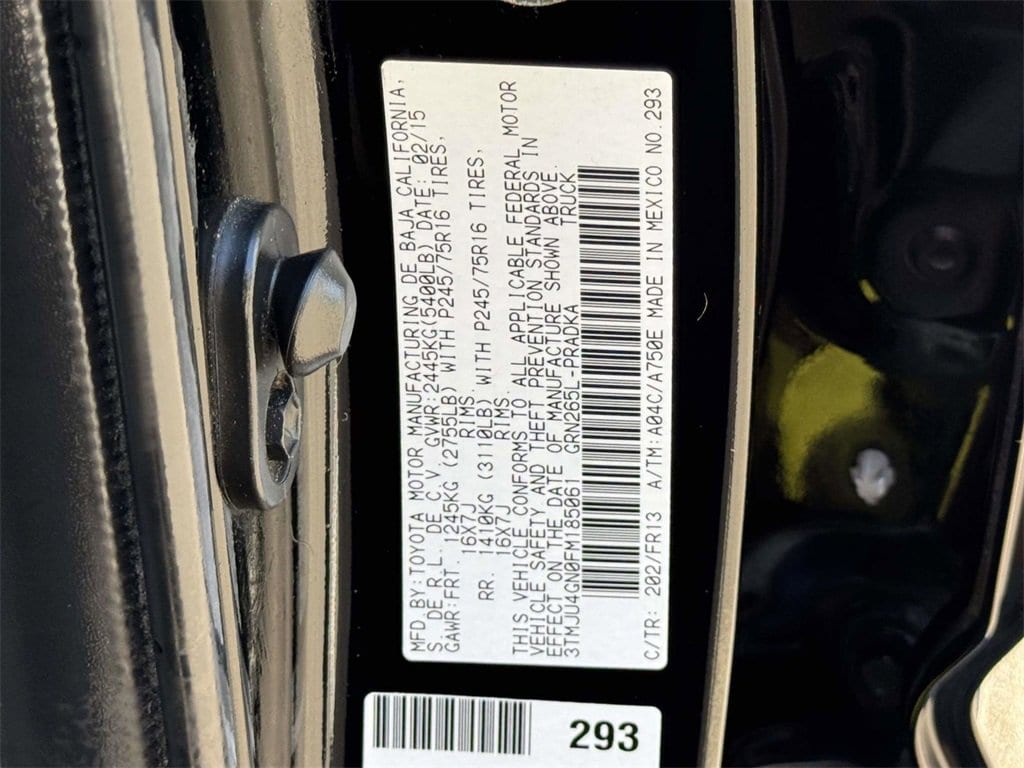 MFD.BY:TOYOTA MOTOR MANUFACTURING DE BAJA CALIFORNIA,
S. DE R.L. DE C.V. GVWR:2445KG(5400LB) DATE: 02/15
GAWR:FRT. 1245KG (2755LB) WITH P245/75R16 TIRES,
16X7J RIMS.
RR. 1410KG (3110LB) WITH P245/75R16 TIRES,
16X7J RIMS.
THIS VEHICLE CONFORMS TO ALL APPLICABLE FEDERAL MOTOR
VEHICLE SAFETY AND THEFT PREVENTION STANDARDS IN
EFFECT ON THE DATE OF MANUFACTURE SHOWN ABOVE.
3TMJU4GN0FM185061 GRN265L-PRADKA TRUCK
C/TR: 202/FR13 A/TM:A04C/A750E MADE IN MEXICO NO.293
293